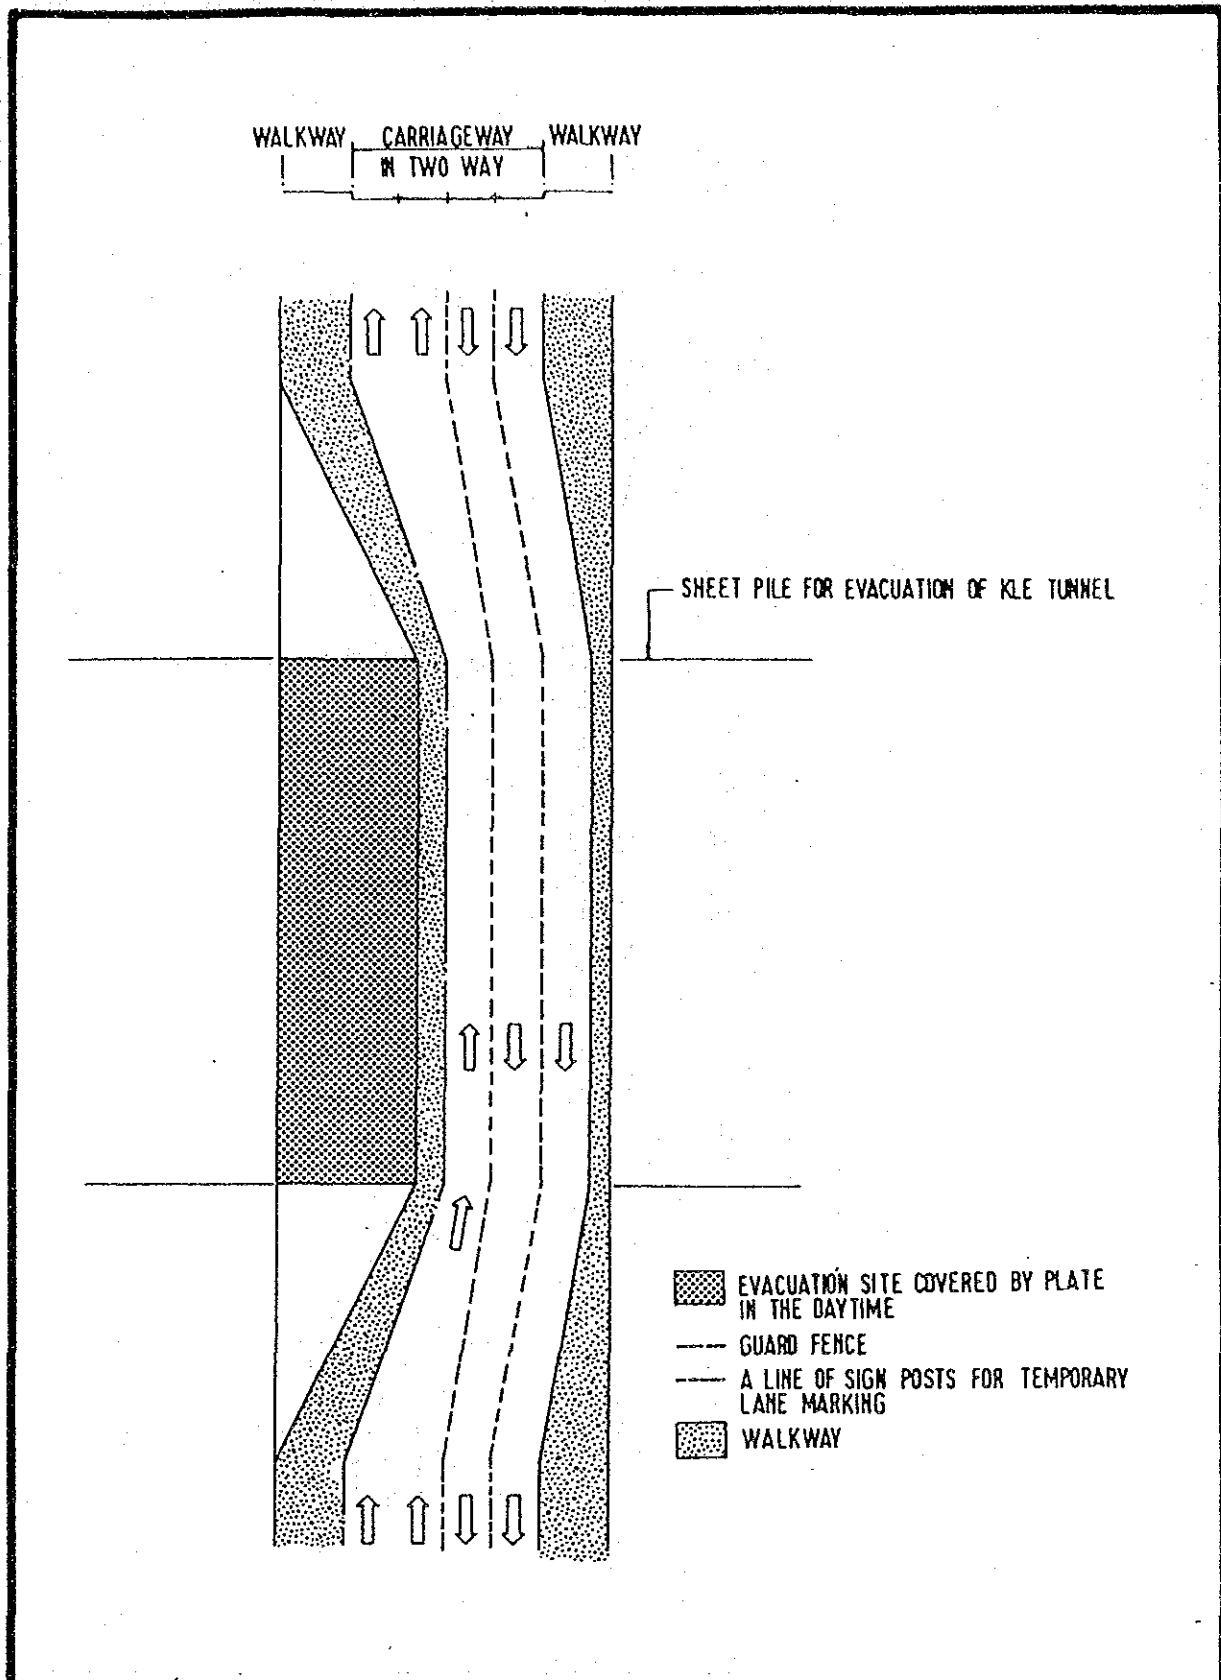 WALKWAY CARRIAGEWAY WALKWAY
IN TWO WAY
SHEET PILE FOR EVACUATION OF KLE TUNNEL
EVACUATION SITE COVERED BY PLATE
IN THE DAYTIME
GUARD FENCE
A LINE OF SIGN POSTS FOR TEMPORARY
LANE MARKING
WALKWAY